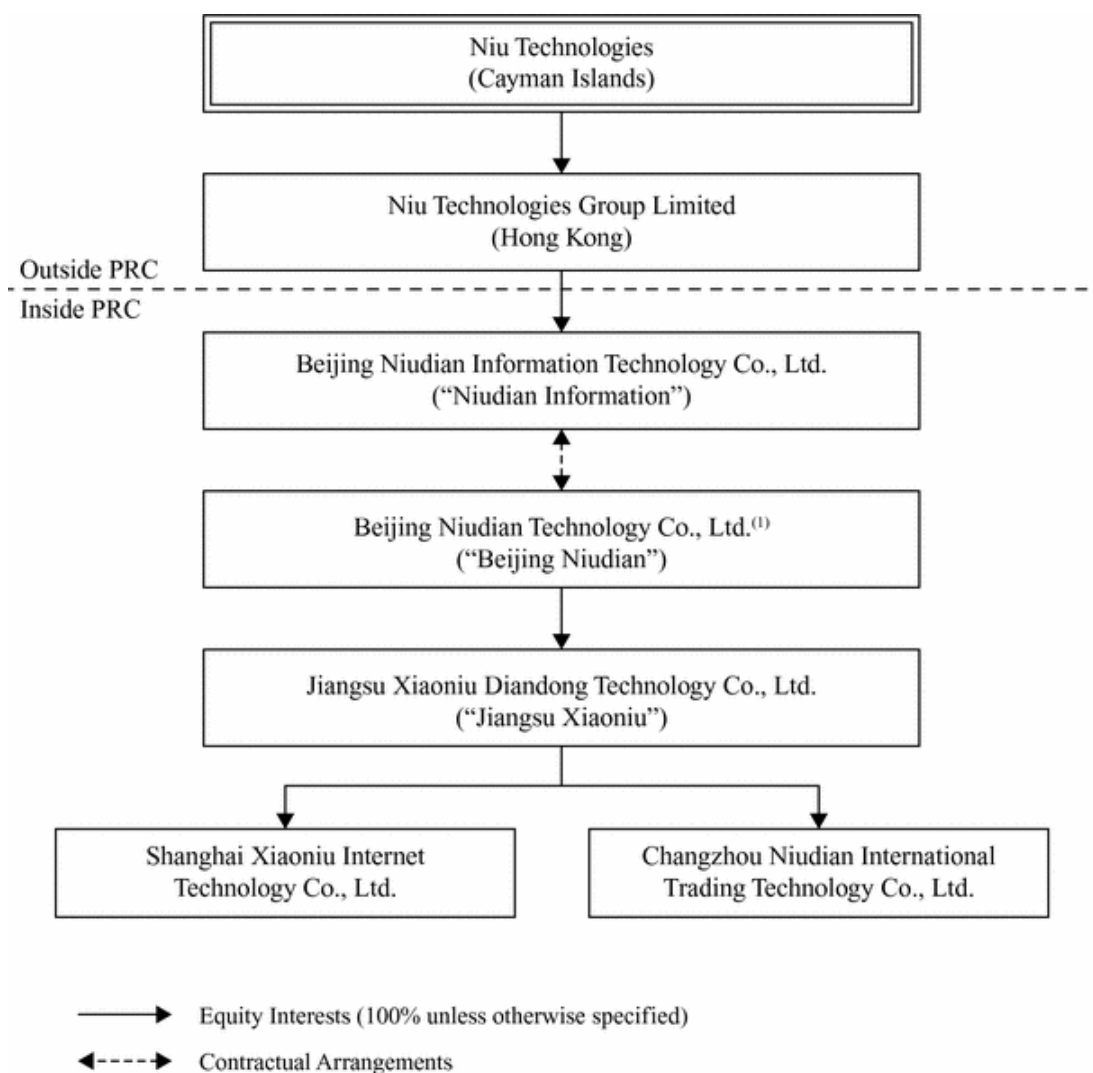 Niu Technologies
(Cayman Islands)
Niu Technologies Group Limited
(Hong Kong)
Outside PRC
Inside PRC
Beijing Niudian Information Technology Co., Ltd.
(“Niudian Information”)
Beijing Niudian Technology Co., Ltd.(1)
(“Beijing Niudian”)
Jiangsu Xiaoniu Diandong Technology Co., Ltd.
(“Jiangsu Xiaoniu”)
Shanghai Xiaoniu Internet
Technology Co., Ltd.
Changzhou Niudian International
Trading Technology Co., Ltd.
Equity Interests (100% unless otherwise specified)
Contractual Arrangements